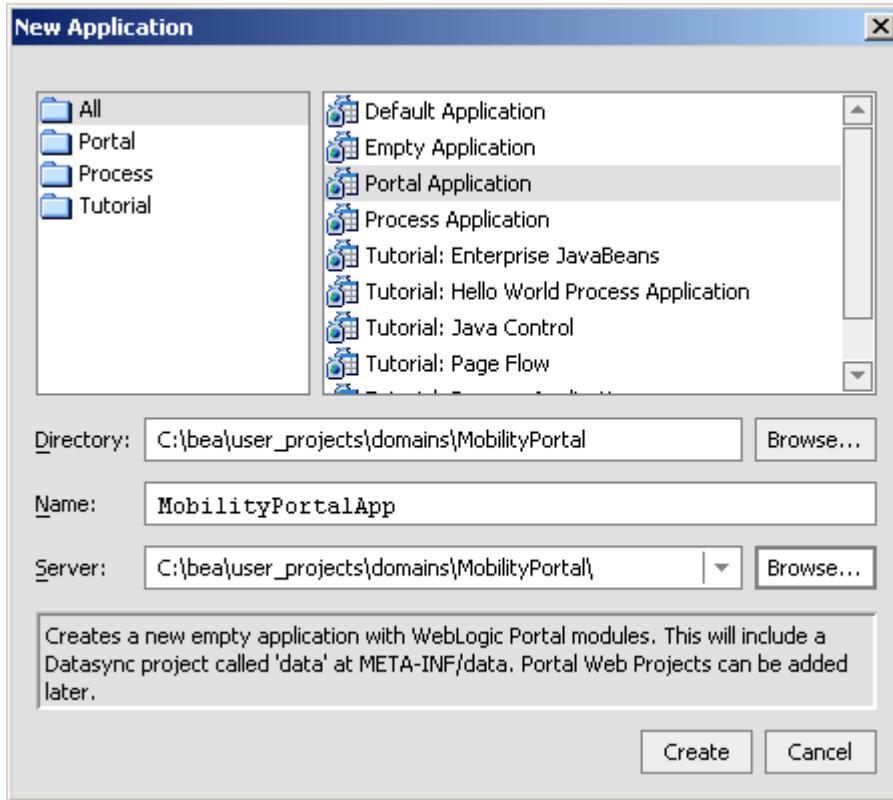 New Application
All
Portal
Process
Tutorial
Default Application
Empty Application
Portal Application
Process Application
Tutorial: Enterprise JavaBeans
Tutorial: Hello World Process Application
Tutorial: Java Control
Tutorial: Page Flow
Directory: C:\bea\user_projects\domains\MobilityPortal Browse...
Name: MobilityPortalApp
Server: C:\bea\user_projects\domains\MobilityPortal\ Browse...
Creates a new empty application with WebLogic Portal modules. This will include a
Datasync project called 'data' at META-INF/data. Portal Web Projects can be added
later.
Create Cancel